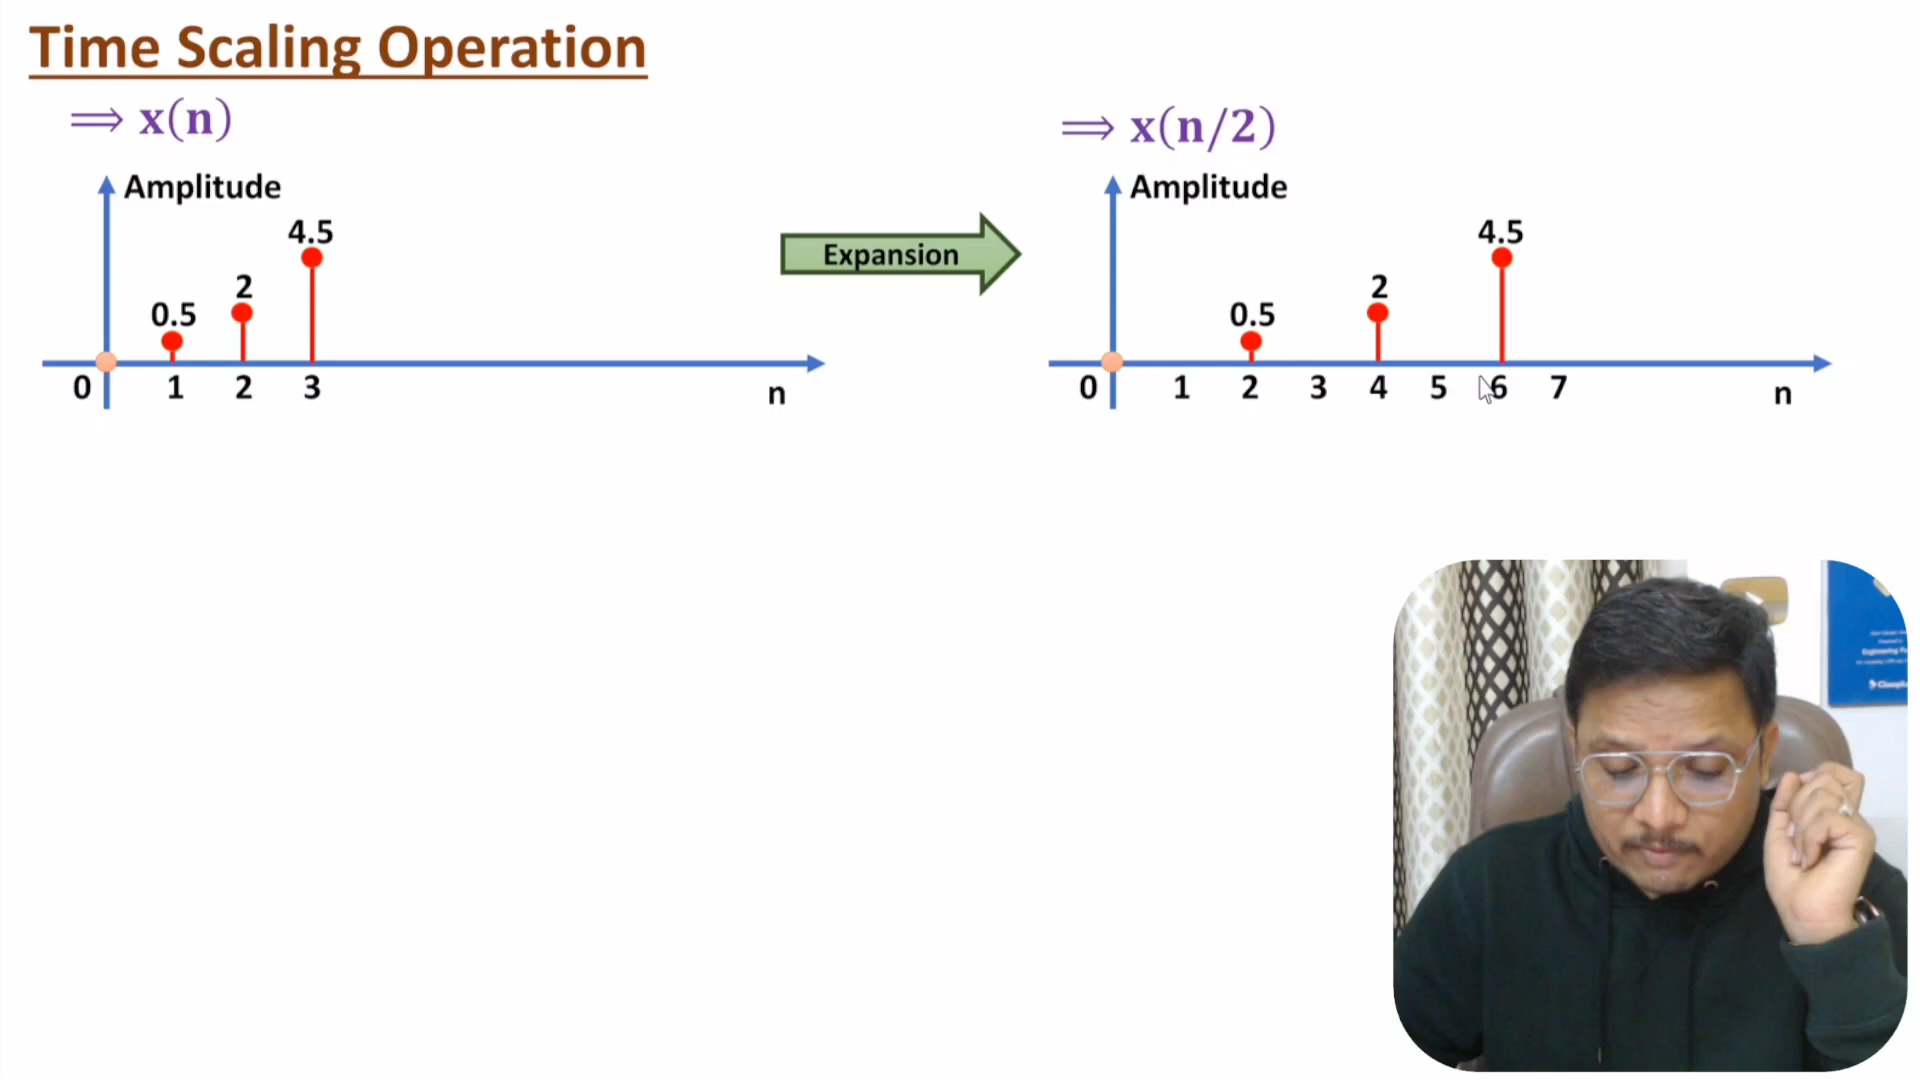 Time Scaling Operation
⟹ x(n)
Amplitude
4.5
2
0.5
0 1 2 3
n
Expansion
⟹ x(n/2)
Amplitude
4.5
2
0.5
0 1 2 3 4 5 6 7
n